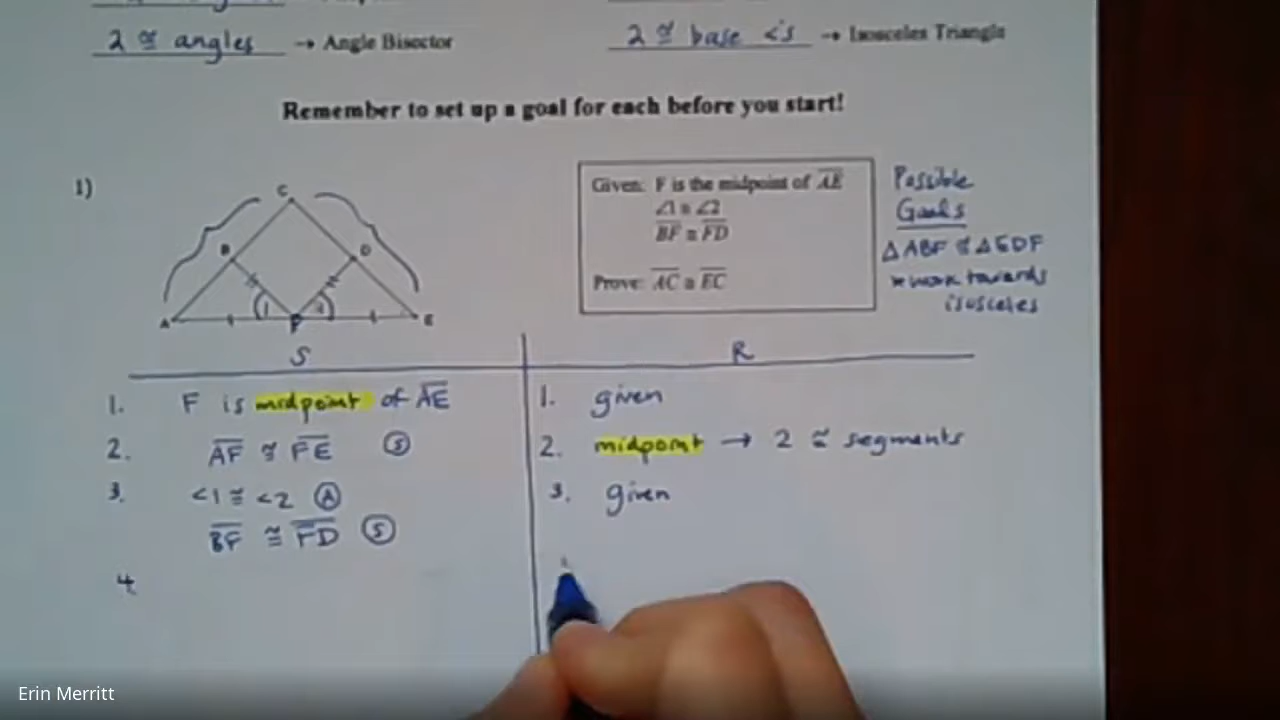 2 ≅ angles → Angle Bisector
2 ≅ base <'s → Isosceles Triangle
Remember to set up a goal for each before you start!
1)
C
B
D
1
2
A
F
E
Given: F is the midpoint of AE
∠1 ≅ ∠2
BF ≅ FD
Prove: AC ≅ EC
Possible
Goals
△ABF ≅ △EDF
*work towards
isosceles
S
R
1. F is midpoint of AE
1. given
2. AF ≅ FE Ⓢ
2. midpoint → 2 ≅ segments
3. <1 ≅ <2 Ⓐ
3. given
BF ≅ FD Ⓢ
4.
Erin Merritt